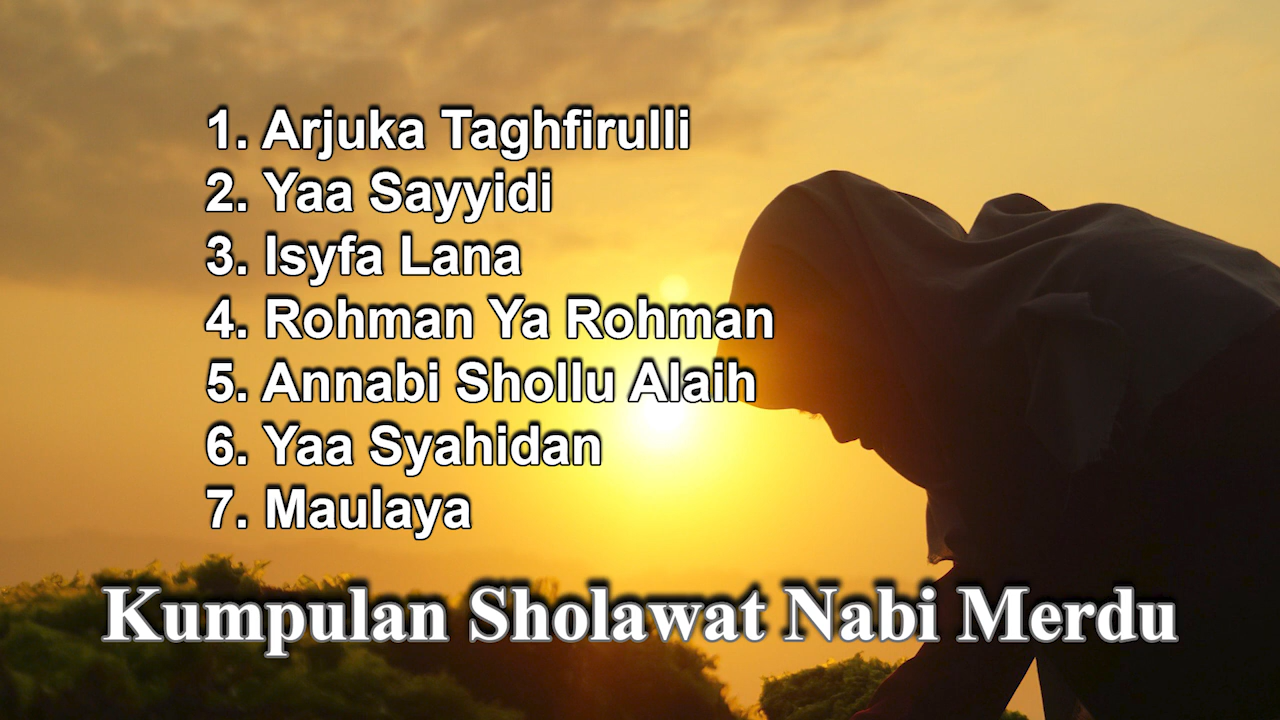 1. Arjuka Taghfirulli
2. Yaa Sayyidi
3. Isyfa Lana
4. Rohman Ya Rohman
5. Annabi Shollu Alaih
6. Yaa Syahidan
7. Maulaya
Kumpulan Sholawat Nabi Merdu